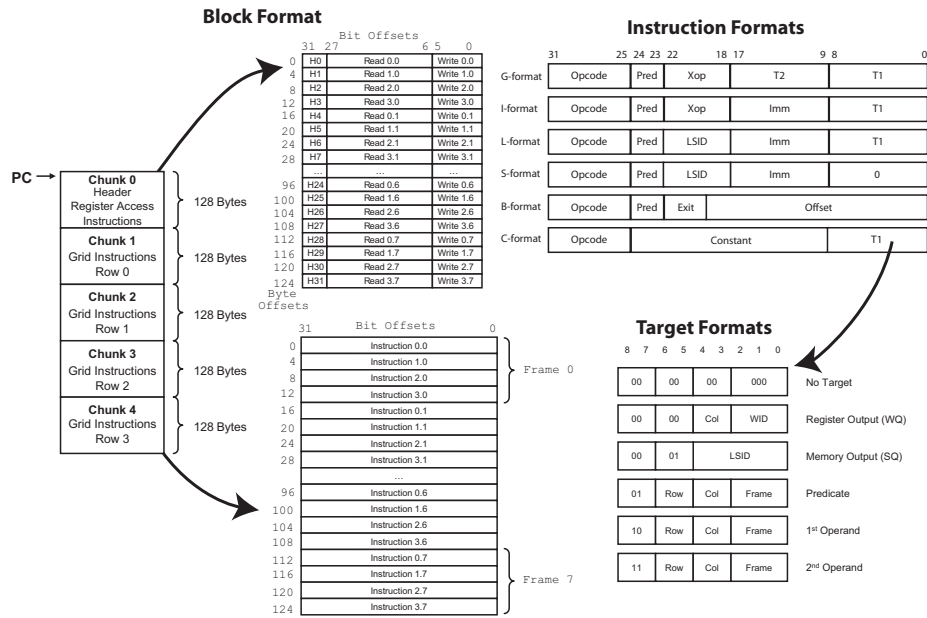 Block Format
Bit Offsets
31 27 6 5 0
0 H0 Read 0.0 Write 0.0
4 H1 Read 1.0 Write 1.0
8 H2 Read 2.0 Write 2.0
12 H3 Read 3.0 Write 3.0
16 H4 Read 0.1 Write 0.1
20 H5 Read 1.1 Write 1.1
24 H6 Read 2.1 Write 2.1
28 H7 Read 3.1 Write 3.1
... ... ...
96 H24 Read 0.6 Write 0.6
100 H25 Read 1.6 Write 1.6
104 H26 Read 2.6 Write 2.6
108 H27 Read 3.6 Write 3.6
112 H28 Read 0.7 Write 0.7
116 H29 Read 1.7 Write 1.7
120 H30 Read 2.7 Write 2.7
124 H31 Read 3.7 Write 3.7
Byte
Offsets
PC
Chunk 0
Header
Register Access
Instructions
128 Bytes
Chunk 1
Grid Instructions
Row 0
128 Bytes
Chunk 2
Grid Instructions
Row 1
128 Bytes
Chunk 3
Grid Instructions
Row 2
128 Bytes
Chunk 4
Grid Instructions
Row 3
128 Bytes
31 Bit Offsets 0
0 Instruction 0.0
4 Instruction 1.0
8 Instruction 2.0
12 Instruction 3.0
Frame 0
16 Instruction 0.1
20 Instruction 1.1
24 Instruction 2.1
28 Instruction 3.1
...
96 Instruction 0.6
100 Instruction 1.6
104 Instruction 2.6
108 Instruction 3.6
112 Instruction 0.7
116 Instruction 1.7
120 Instruction 2.7
124 Instruction 3.7
Frame 7
Instruction Formats
31 25 24 23 22 18 17 9 8 0
G-format Opcode Pred Xop T2 T1
I-format Opcode Pred Xop Imm T1
L-format Opcode Pred LSID Imm T1
S-format Opcode Pred LSID Imm 0
B-format Opcode Pred Exit Offset
C-format Opcode Constant T1
Target Formats
8 7 6 5 4 3 2 1 0
00 00 00 000 No Target
00 00 Col WID Register Output (WQ)
00 01 LSID Memory Output (SQ)
01 Row Col Frame Predicate
10 Row Col Frame 1st Operand
11 Row Col Frame 2nd Operand